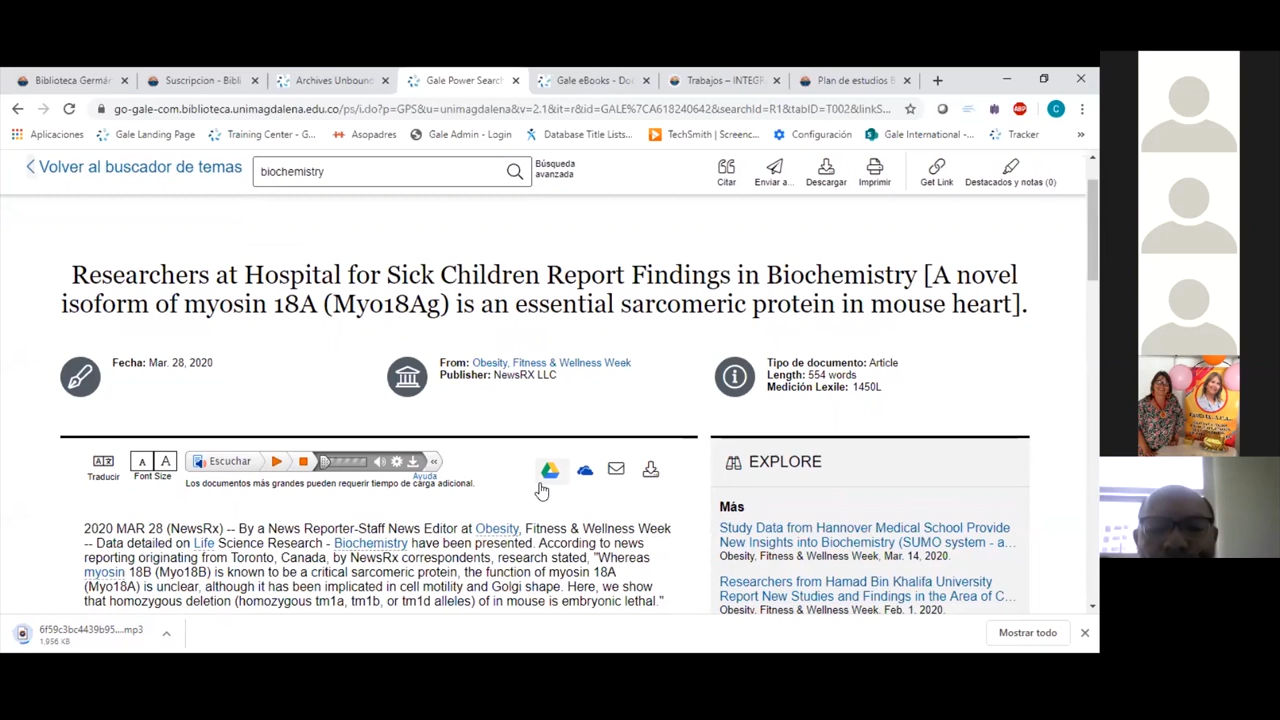 Biblioteca Germár
Suscripcion - Bibli
Archives Unboun
Gale Power Searc
Gale eBooks - Do
Trabajos – INTEGR
Plan de estudios B
go-gale-com.biblioteca.unimagdalena.edu.co/ps/i.do?p=GPS&u=unimagdalena&v=2.1&it=r&id=GALE%7CA618240642&searchId=R1&tabID=T002&linkS...
ABP
C
Aplicaciones
Gale Landing Page
Training Center - G...
Asopadres
Gale Admin - Login
Database Title Lists...
TechSmith | Screenc...
Configuración
Gale International -...
Tracker
»
Volver al buscador de temas
biochemistry
Búsqueda
avanzada
Citar
Enviar a...
Descargar
Imprimir
Get Link
Destacados y notas (0)
Researchers at Hospital for Sick Children Report Findings in Biochemistry [A novel
isoform of myosin 18A (Myo18Ag) is an essential sarcomeric protein in mouse heart].
Fecha: Mar. 28, 2020
From: Obesity, Fitness & Wellness Week
Publisher: NewsRX LLC
Tipo de documento: Article
Length: 554 words
Medición Lexile: 1450L
Traducir
A A
Font Size
Escuchar
Ayuda
Los documentos más grandes pueden requerir tiempo de carga adicional.
EXPLORE
2020 MAR 28 (NewsRx) -- By a News Reporter-Staff News Editor at Obesity, Fitness & Wellness Week
-- Data detailed on Life Science Research - Biochemistry have been presented. According to news
reporting originating from Toronto, Canada, by NewsRx correspondents, research stated, "Whereas
myosin 18B (Myo18B) is known to be a critical sarcomeric protein, the function of myosin 18A
(Myo18A) is unclear, although it has been implicated in cell motility and Golgi shape. Here, we show
that homozygous deletion (homozygous tm1a, tm1b, or tm1d alleles) of in mouse is embryonic lethal."
Más
Study Data from Hannover Medical School Provide
New Insights into Biochemistry (SUMO system - a...
Obesity, Fitness & Wellness Week, Mar. 14, 2020.
Researchers from Hamad Bin Khalifa University
Report New Studies and Findings in the Area of C...
Obesity, Fitness & Wellness Week, Feb. 1, 2020.
6f59c3bc4439b95....mp3
1.956 KB
Mostrar todo